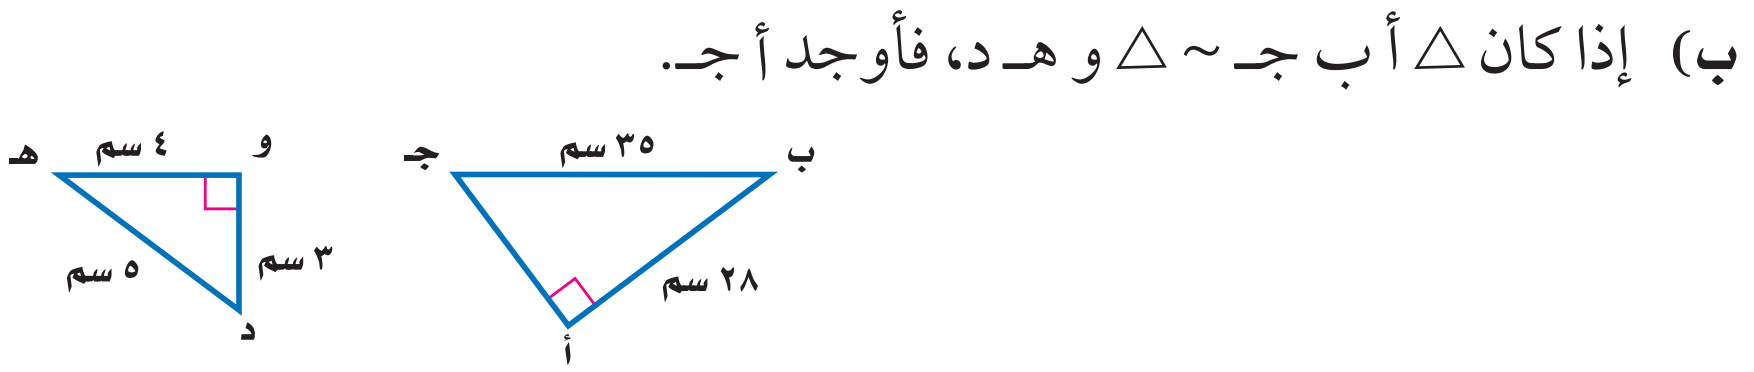 ب) إذا كان △ أ ب جـ ~ △ و هـ د، فأوجد أ جـ.
ب
٣٥ سم
جـ
و
٤ سم
هـ
٢٨ سم
٣ سم
٥ سم
أ
د